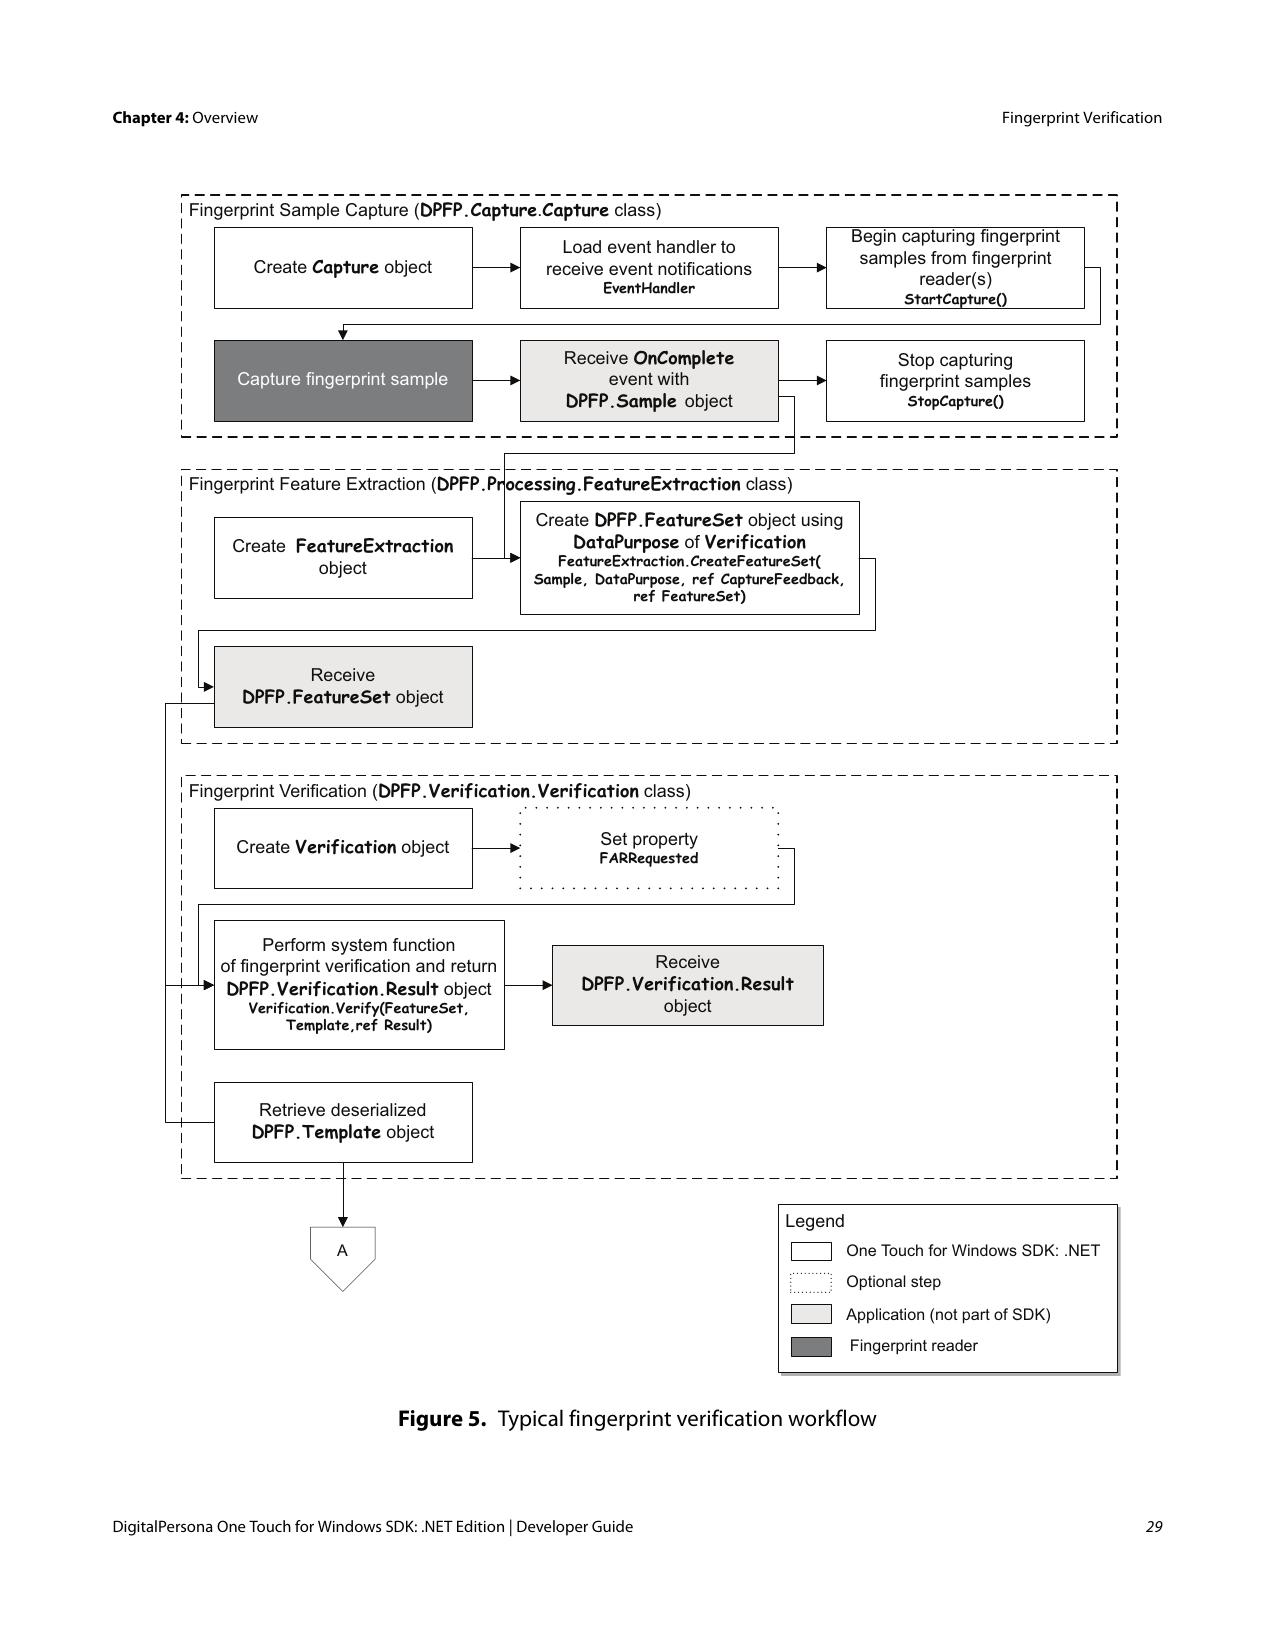 Chapter 4: Overview
Fingerprint Verification
Fingerprint Sample Capture (DPFP.Capture.Capture class)
Create Capture object
Load event handler to
receive event notifications
EventHandler
Begin capturing fingerprint
samples from fingerprint
reader(s)
StartCapture()
Capture fingerprint sample
Receive OnComplete
event with
DPFP.Sample object
Stop capturing
fingerprint samples
StopCapture()
Fingerprint Feature Extraction (DPFP.Processing.FeatureExtraction class)
Create FeatureExtraction
object
Create DPFP.FeatureSet object using
DataPurpose of Verification
FeatureExtraction.CreateFeatureSet(
Sample, DataPurpose, ref CaptureFeedback,
ref FeatureSet)
Receive
DPFP.FeatureSet object
Fingerprint Verification (DPFP.Verification.Verification class)
Create Verification object
Set property
FARRequested
Perform system function
of fingerprint verification and return
DPFP.Verification.Result object
Verification.Verify(FeatureSet,
Template,ref Result)
Receive
DPFP.Verification.Result
object
Retrieve deserialized
DPFP.Template object
A
Legend
One Touch for Windows SDK: .NET
Optional step
Application (not part of SDK)
Fingerprint reader
Figure 5. Typical fingerprint verification workflow
DigitalPersona One Touch for Windows SDK: .NET Edition | Developer Guide
29